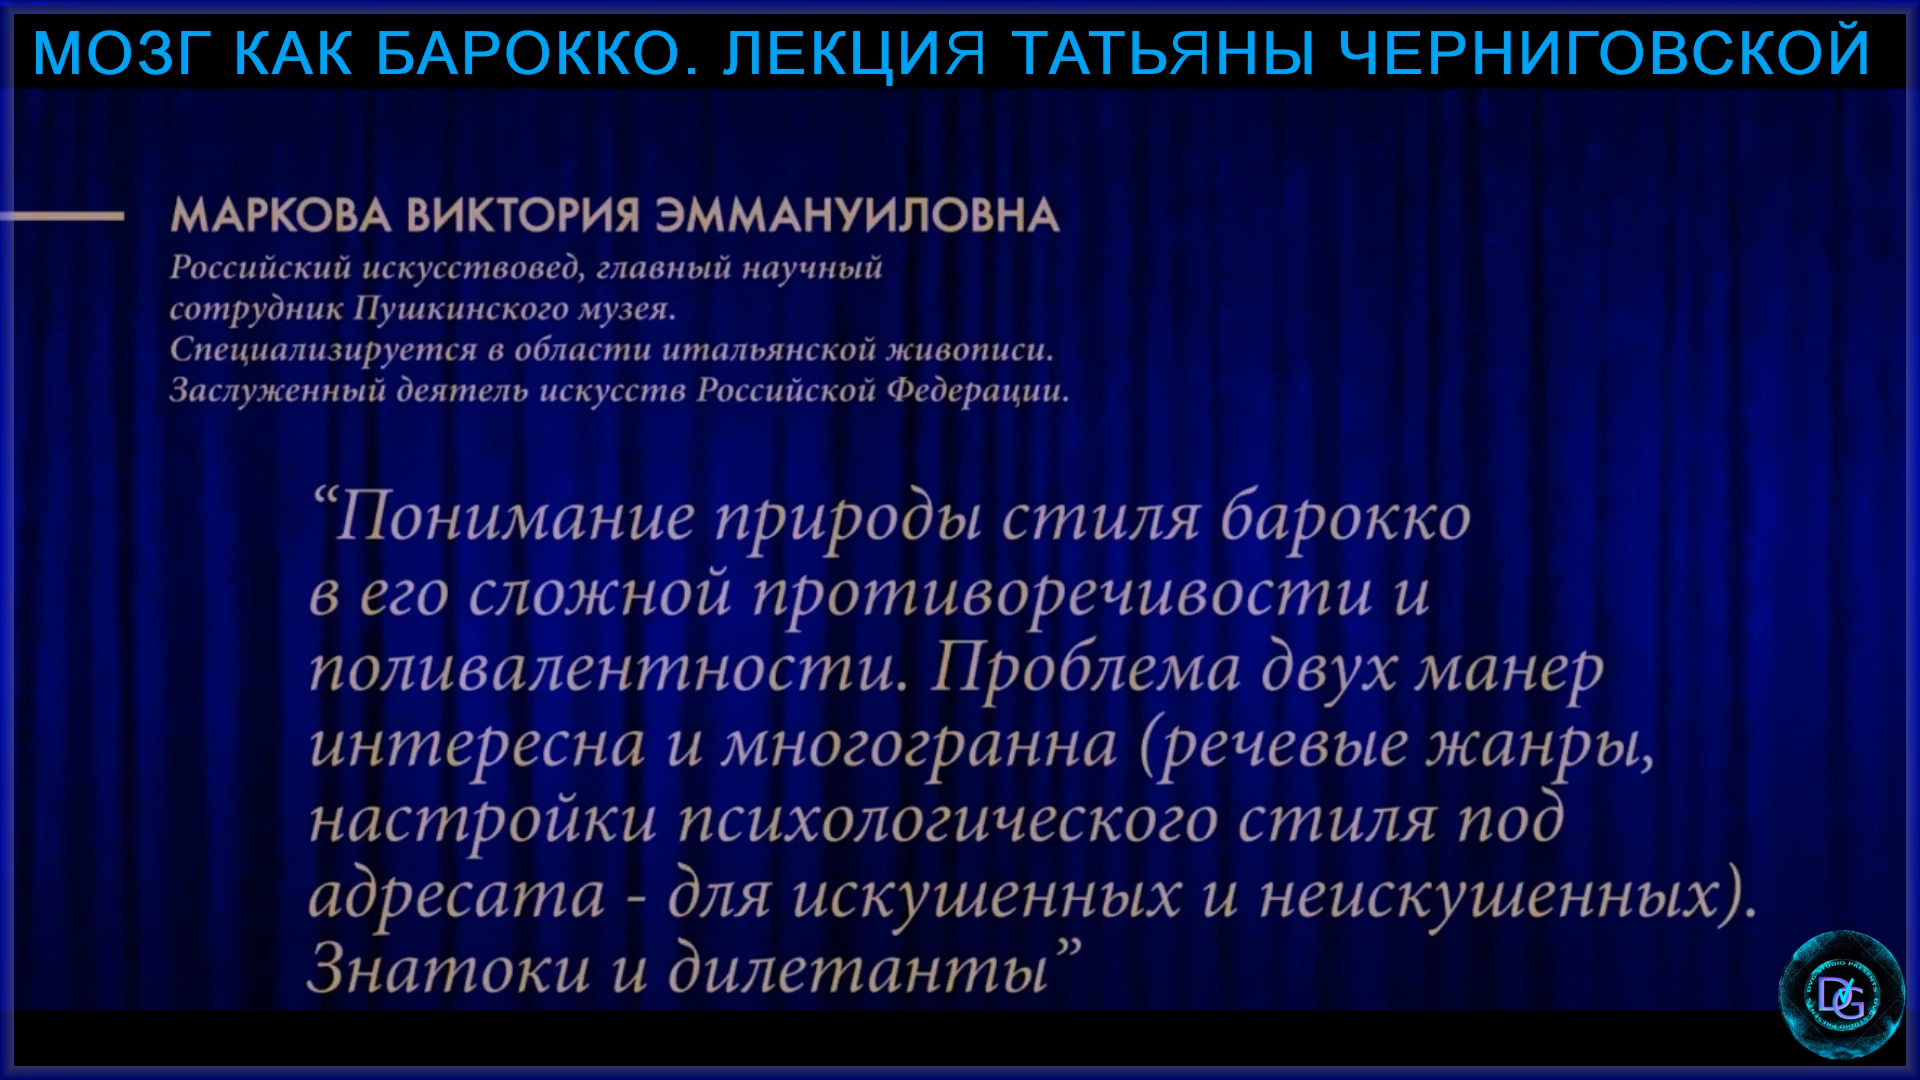 МОЗГ КАК БАРОККО. ЛЕКЦИЯ ТАТЬЯНЫ ЧЕРНИГОВСКОЙ
МАРКОВА ВИКТОРИЯ ЭММАНУИЛОВНА
Российский искусствовед, главный научный
сотрудник Пушкинского музея.
Специализируется в области итальянской живописи.
Заслуженный деятель искусств Российской Федерации.
“Понимание природы стиля барокко
в его сложной противоречивости и
поливалентности. Проблема двух манер
интересна и многогранна (речевые жанры,
настройки психологического стиля под
адресата - для искушенных и неискушенных).
Знатоки и дилетанты”